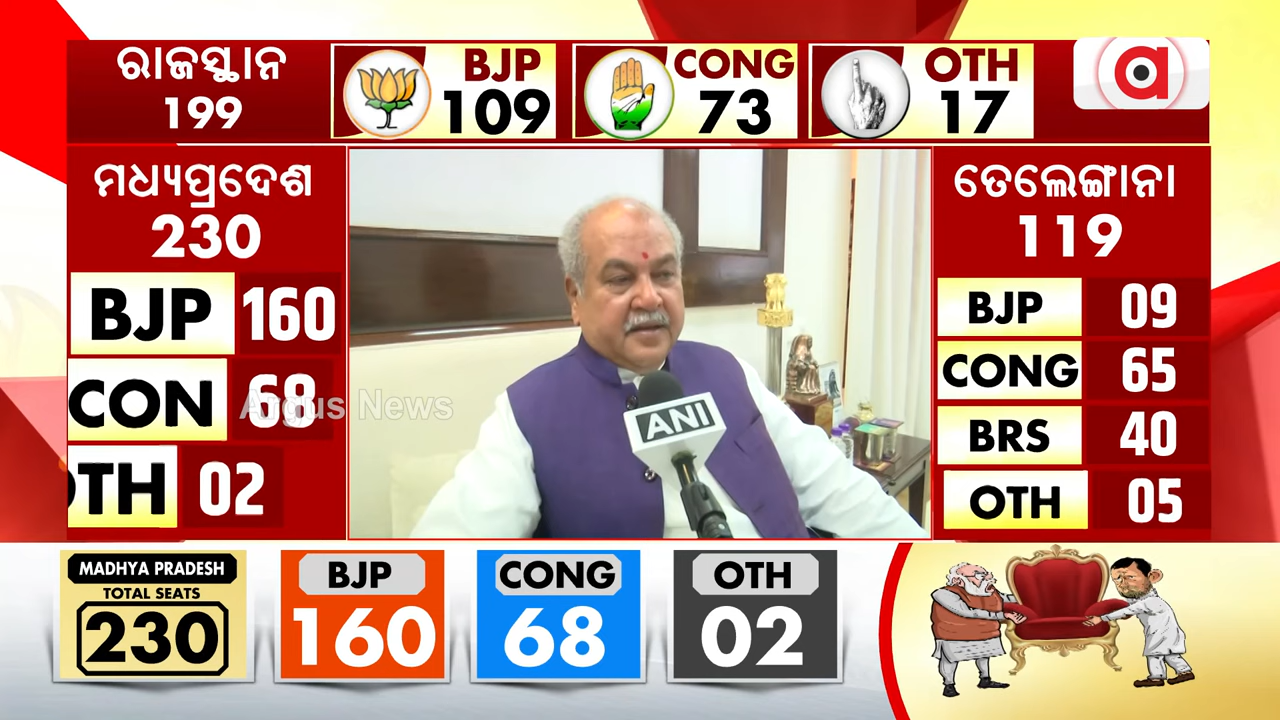 ରାଜସ୍ଥାନ
199
BJP
109
CONG
73
OTH
17
a
ମଧ୍ୟପ୍ରଦେଶ
230
BJP 160
CON 68
OTH 02
Argus News
ANI
ତେଲେଙ୍ଗାନା
119
BJP 09
CONG 65
BRS 40
OTH 05
MADHYA PRADESH
TOTAL SEATS
230
BJP
160
CONG
68
OTH
02